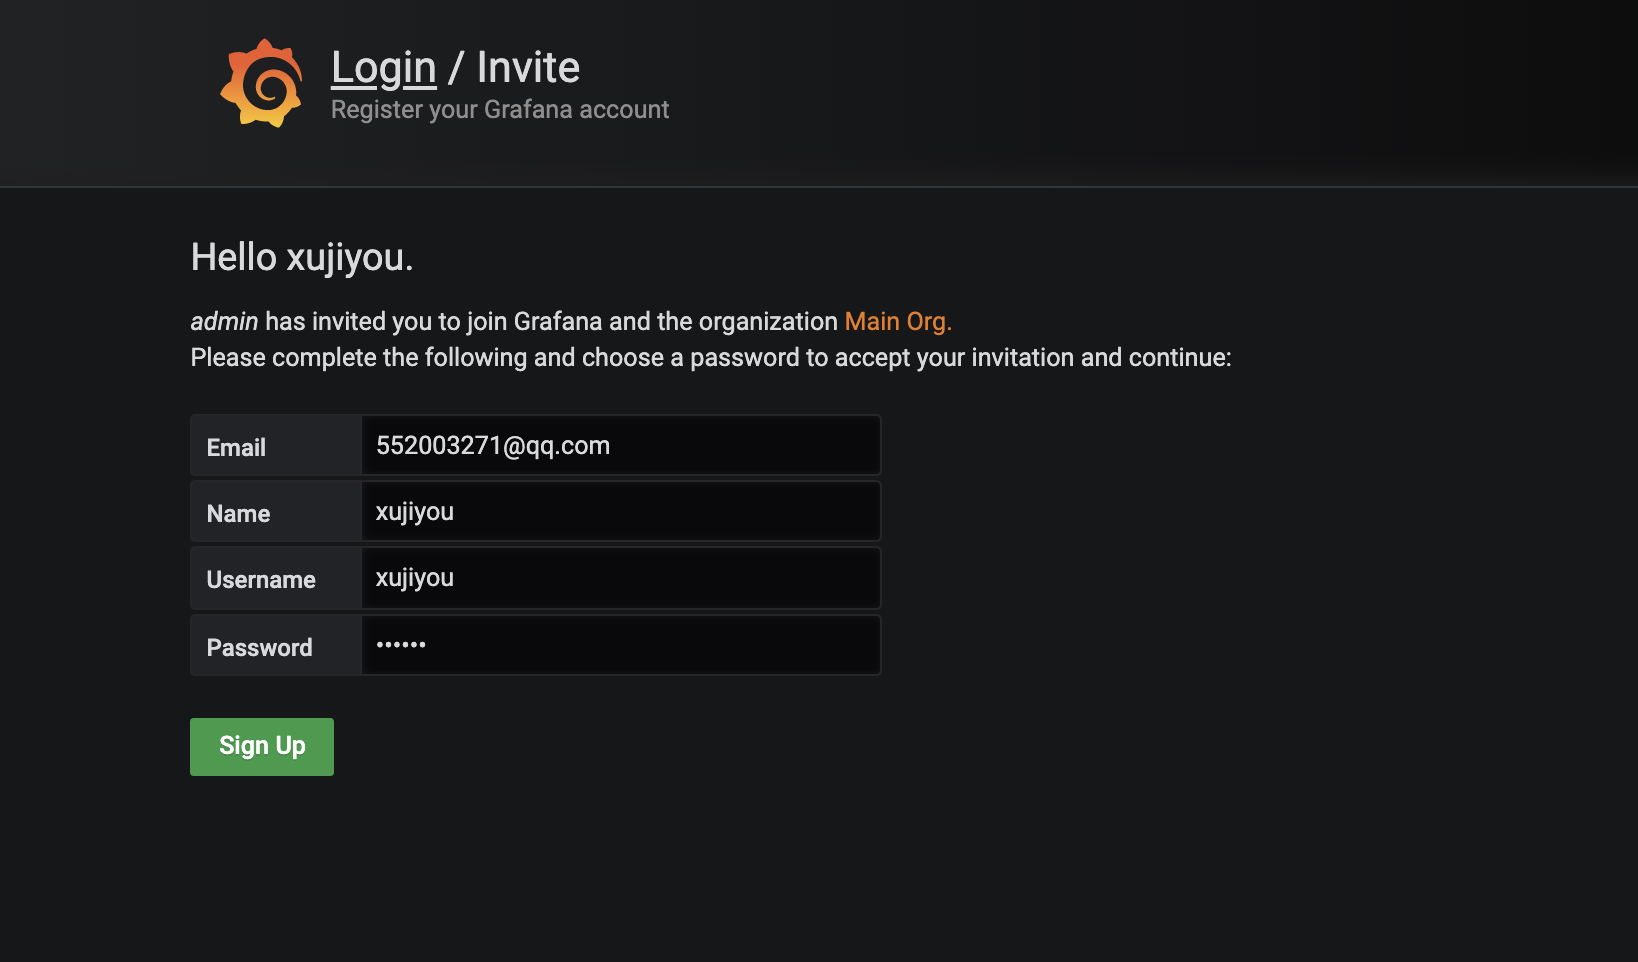 Login / Invite
Register your Grafana account
Hello xujiyou.
admin has invited you to join Grafana and the organization Main Org.
Please complete the following and choose a password to accept your invitation and continue:
Email 552003271@qq.com
Name xujiyou
Username xujiyou
Password ••••••
Sign Up